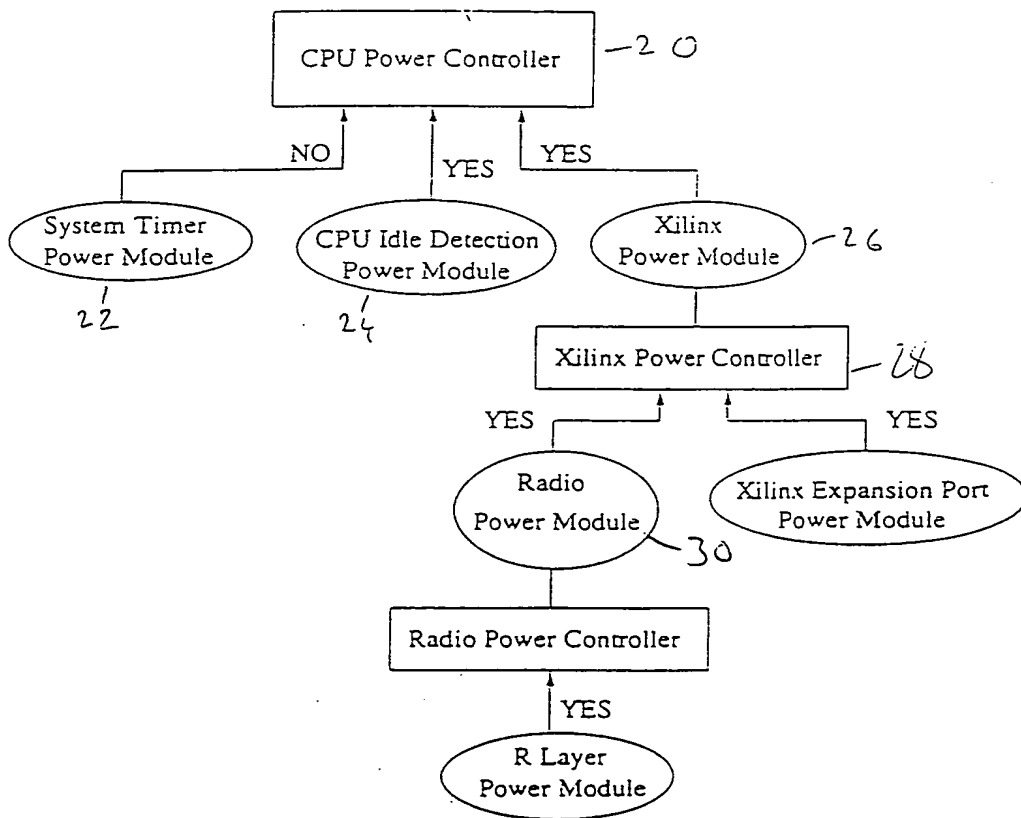 CPU Power Controller
20
NO
YES
YES
System Timer
Power Module
22
CPU Idle Detection
Power Module
24
Xilinx
Power Module
26
Xilinx Power Controller
28
YES
YES
Radio
Power Module
30
Xilinx Expansion Port
Power Module
Radio Power Controller
YES
R Layer
Power Module